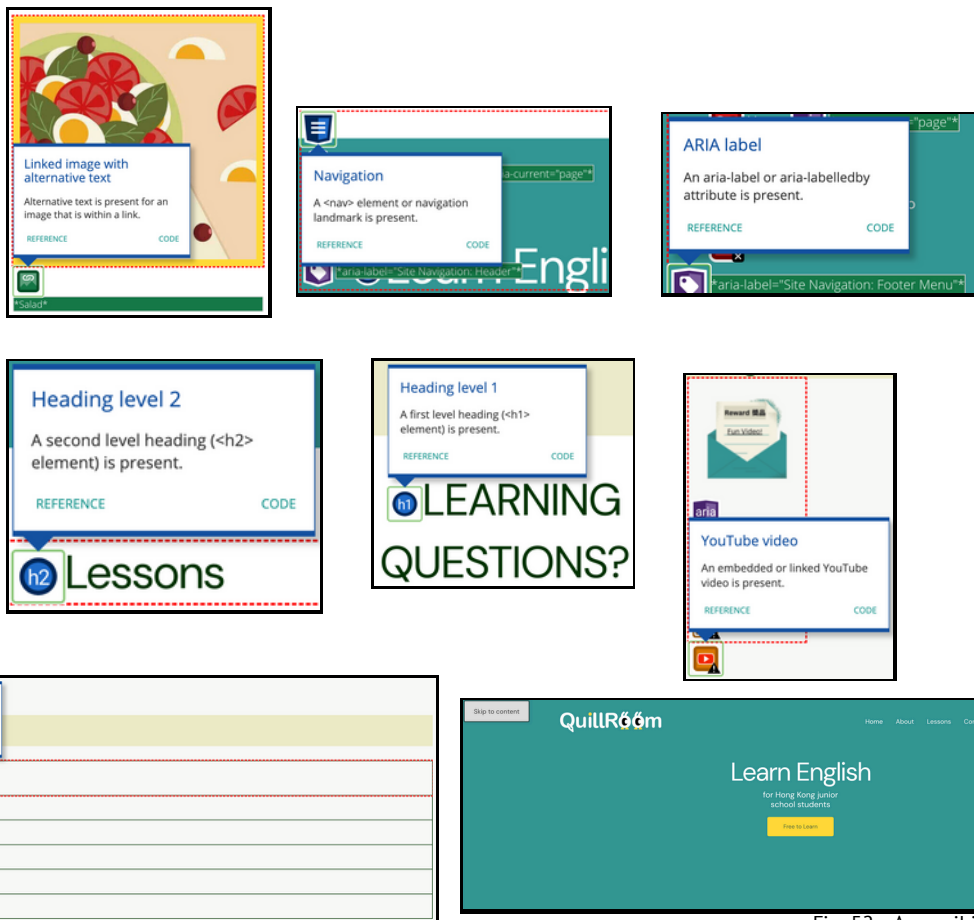 Linked image with
alternative text
Alternative text is present for an
image that is within a link.
REFERENCE CODE
*Salad*
aria-current="page"*
Navigation
A <nav> element or navigation
landmark is present.
REFERENCE CODE
*aria-label="Site Navigation: Header"*
Engli
="page"*
ARIA label
An aria-label or aria-labelledby
attribute is present.
REFERENCE CODE
*aria-label="Site Navigation: Footer Menu"*
Heading level 2
A second level heading (<h2>
element) is present.
REFERENCE CODE
h2 Lessons
Heading level 1
A first level heading (<h1>
element) is present.
REFERENCE CODE
h1 LEARNING
QUESTIONS?
Reward
Fun Video!
aria
YouTube video
An embedded or linked YouTube
video is present.
REFERENCE CODE
Skip to content
QuillRoom
Home About Lessons
Learn English
for Hong Kong junior
school students
Free to Learn